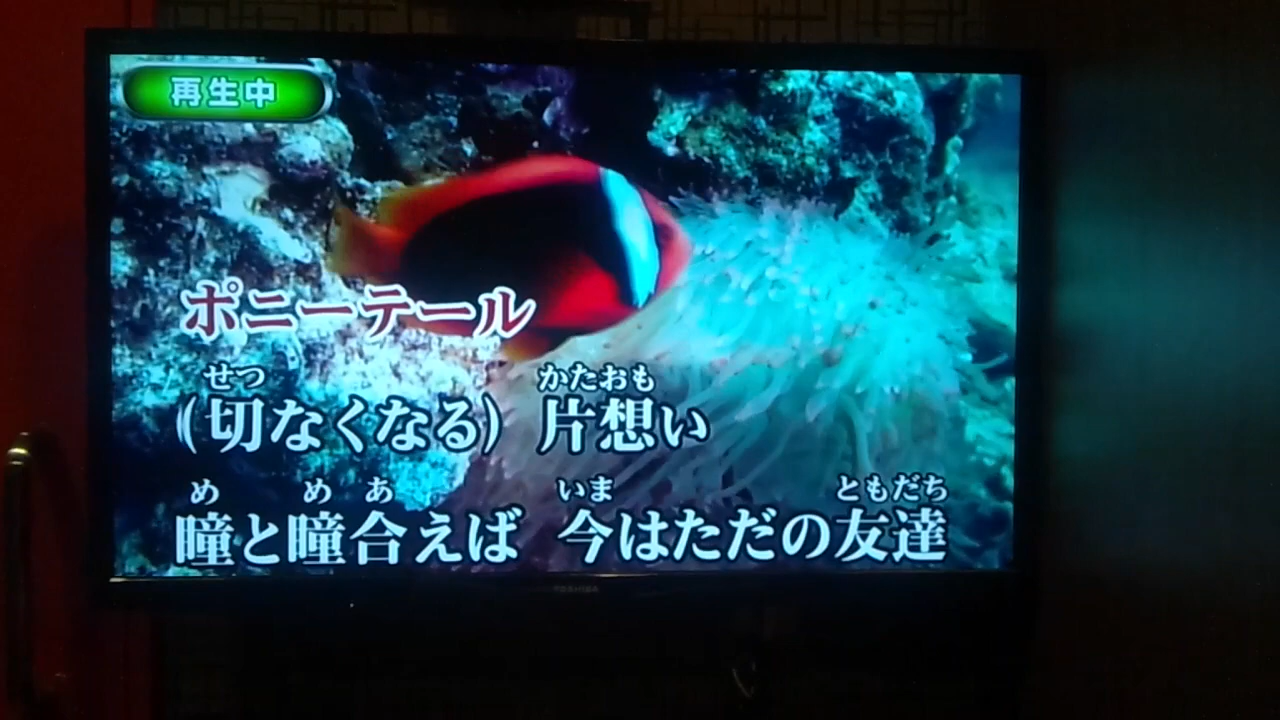 再生中
ポニーテール
せつ かたおも
(切なくなる) 片想い
め め あ いま ともだち
瞳と瞳合えば 今はただの友達
TOSHIBA